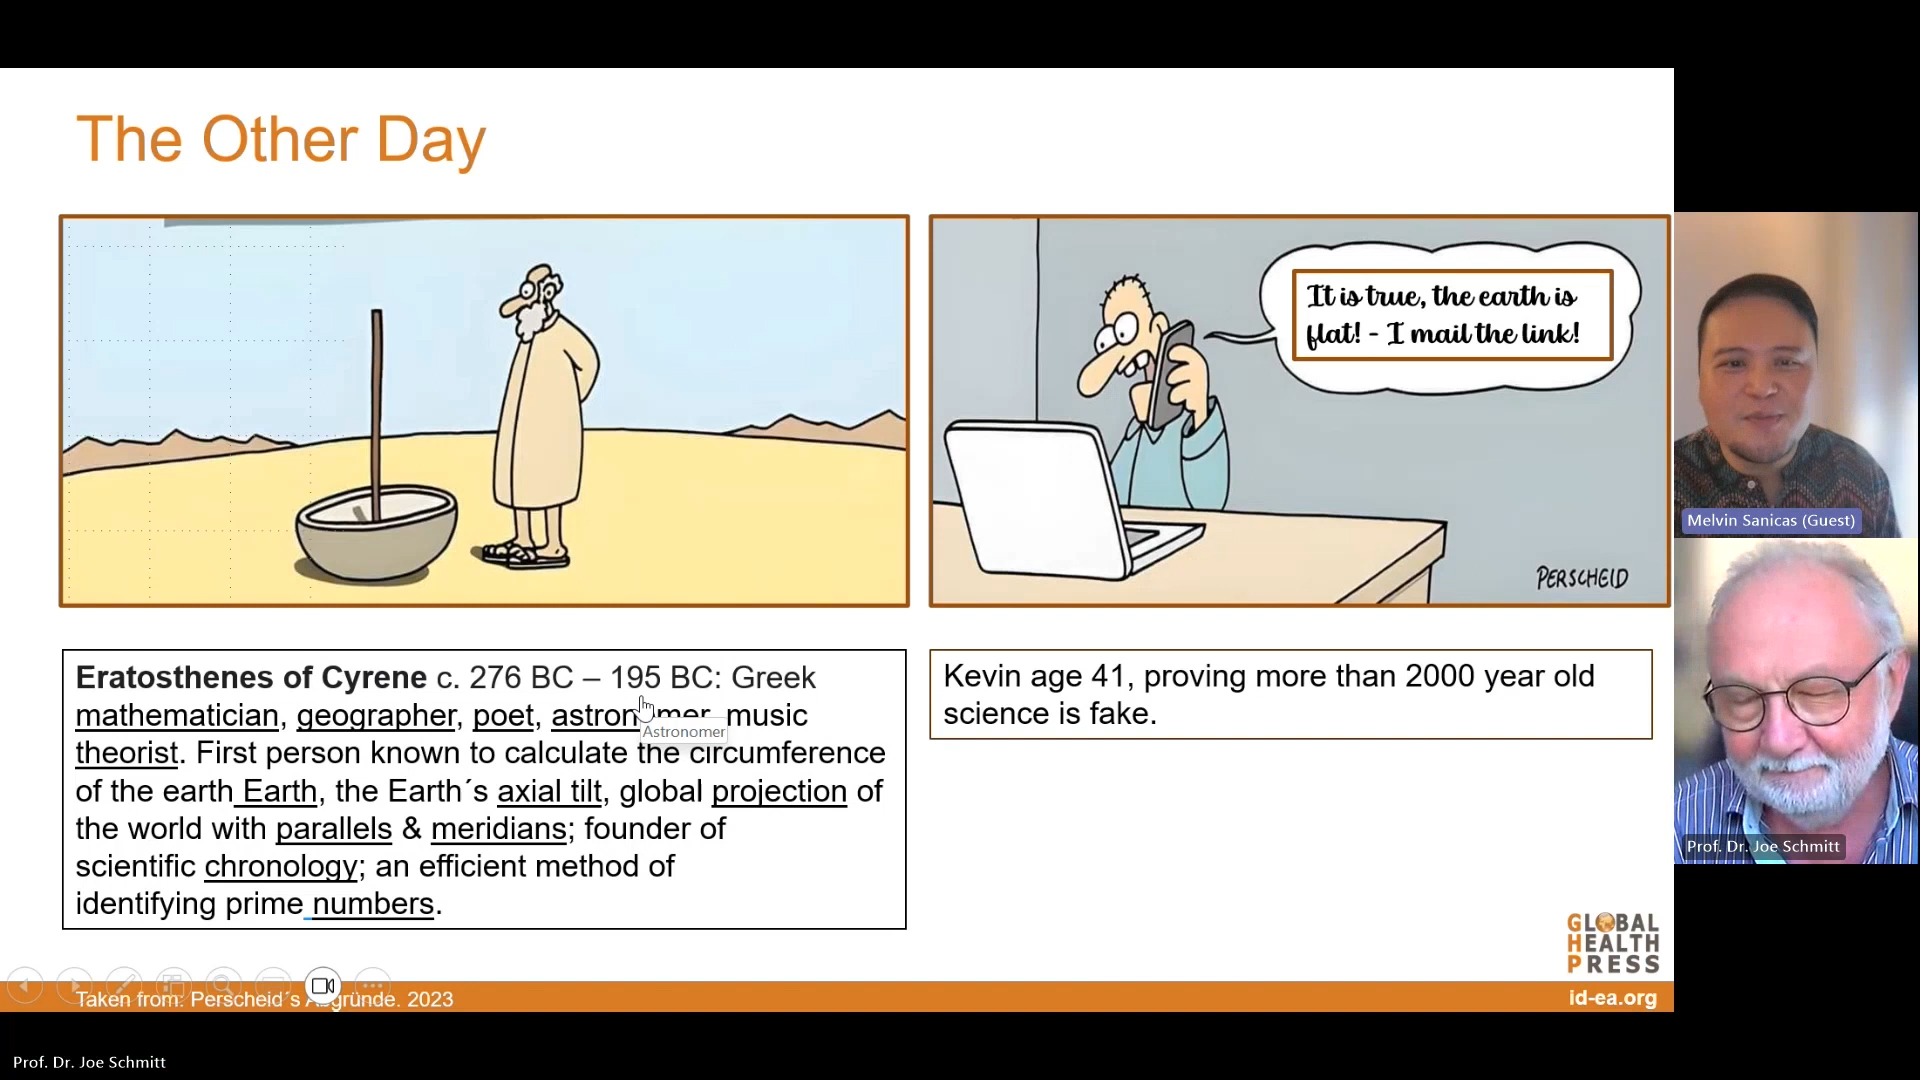 The Other Day
It is true, the earth is
flat! - I mail the link!
PERSCHEID
Eratosthenes of Cyrene c. 276 BC – 195 BC: Greek
mathematician, geographer, poet, astronomer, music
theorist. First person known to calculate the circumference
of the earth Earth, the Earth´s axial tilt, global projection of
the world with parallels & meridians; founder of
scientific chronology; an efficient method of
identifying prime numbers.
Astronomer
Kevin age 41, proving more than 2000 year old
science is fake.
Melvin Sanicas (Guest)
Prof. Dr. Joe Schmitt
GLOBAL
HEALTH
PRESS
Taken from: Perscheid´s Abgründe. 2023
id-ea.org
Prof. Dr. Joe Schmitt